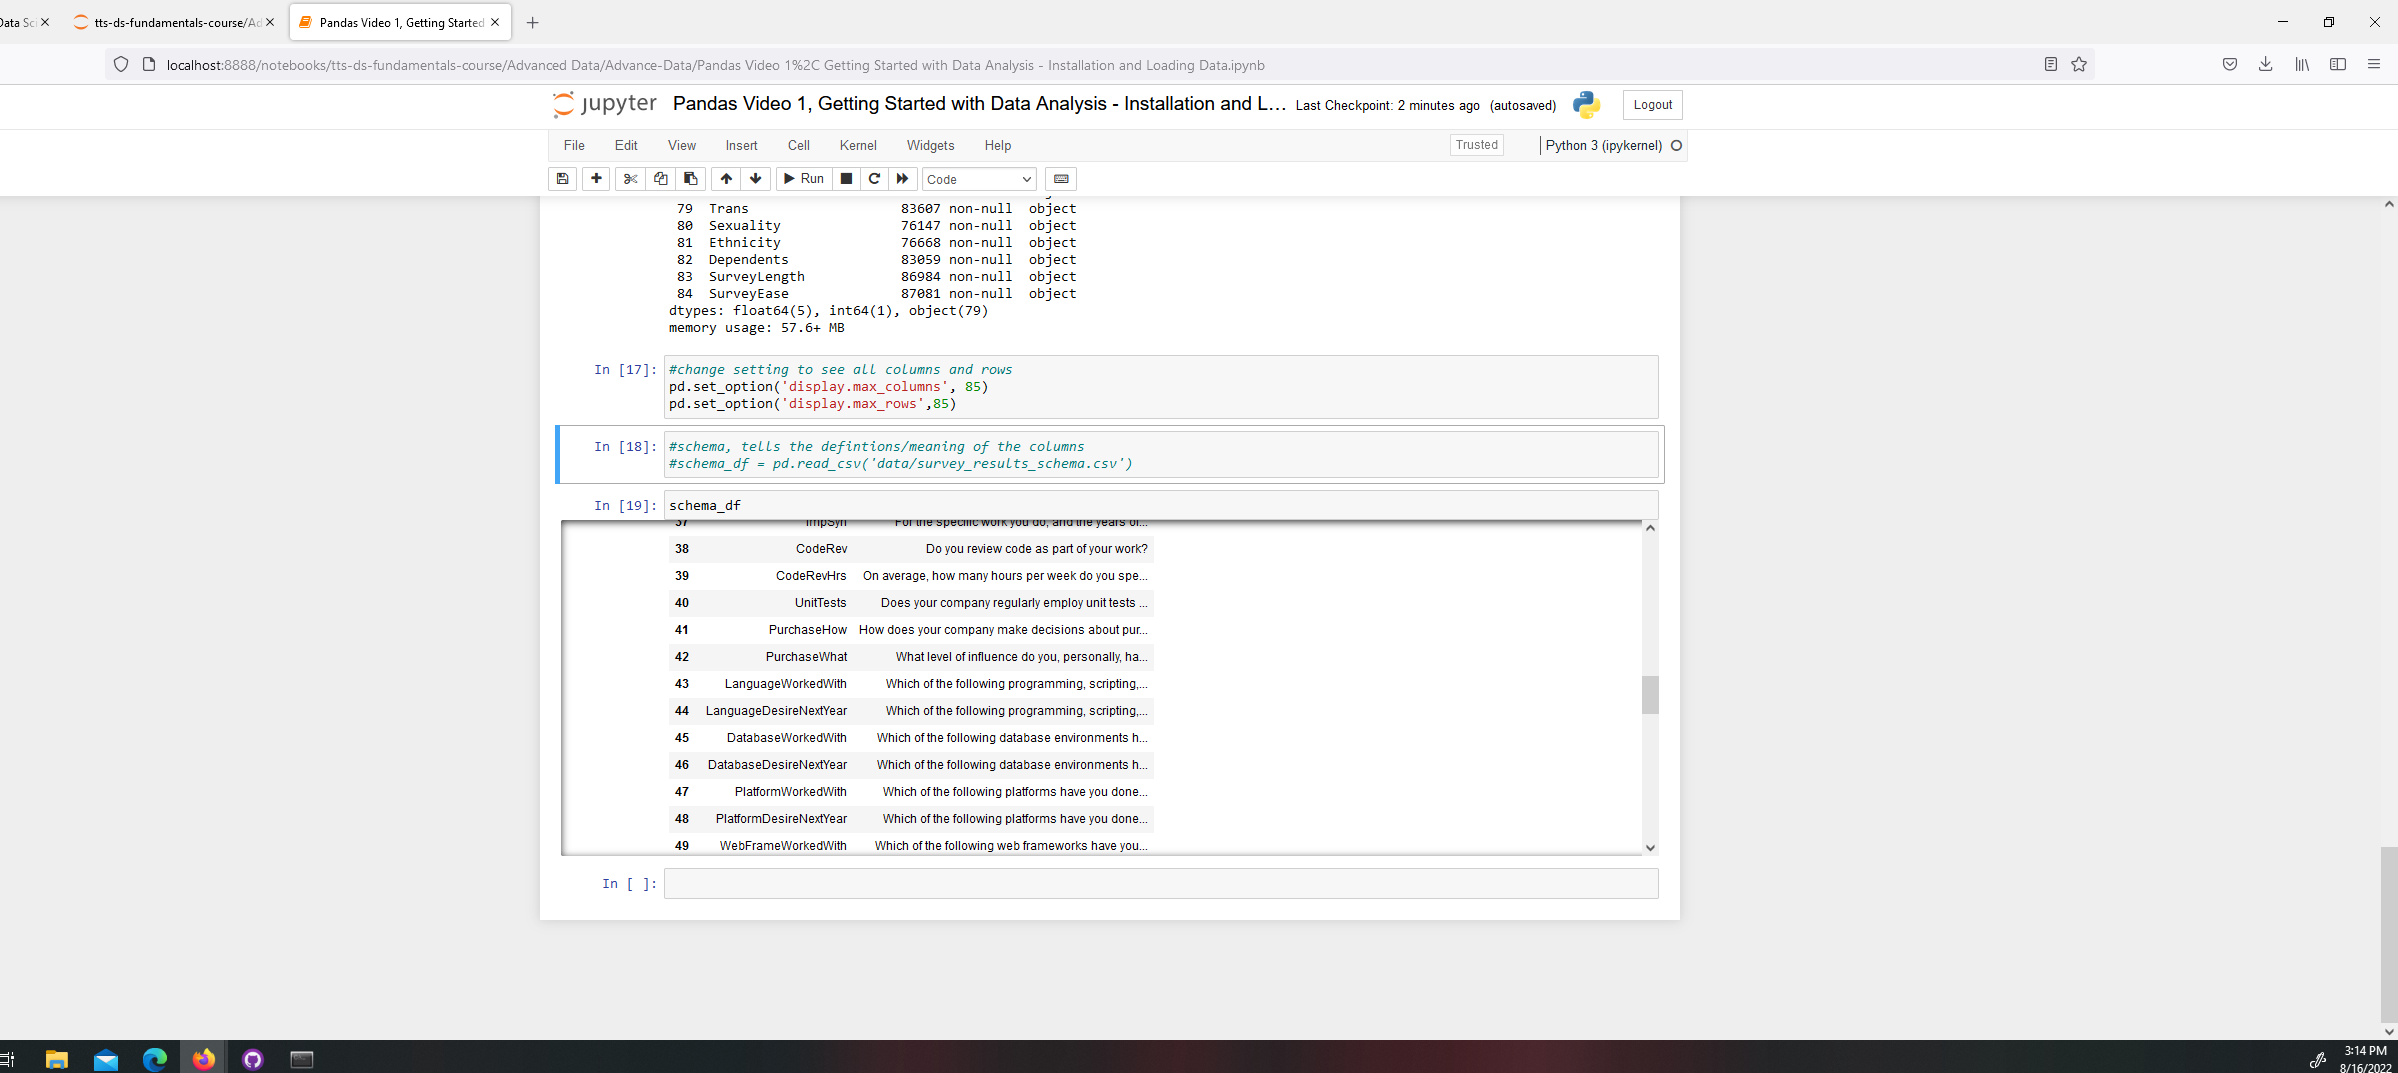 Data Sci
tts-ds-fundamentals-course/Ad
Pandas Video 1, Getting Started
localhost:8888/notebooks/tts-ds-fundamentals-course/Advanced Data/Advance-Data/Pandas Video 1%2C Getting Started with Data Analysis - Installation and Loading Data.ipynb
jupyter Pandas Video 1, Getting Started with Data Analysis - Installation and L... Last Checkpoint: 2 minutes ago (autosaved) Logout
File Edit View Insert Cell Kernel Widgets Help Trusted Python 3 (ipykernel)
Run Code
79 Trans 83607 non-null object
80 Sexuality 76147 non-null object
81 Ethnicity 76668 non-null object
82 Dependents 83059 non-null object
83 SurveyLength 86984 non-null object
84 SurveyEase 87081 non-null object
dtypes: float64(5), int64(1), object(79)
memory usage: 57.6+ MB
In [17]: #change setting to see all columns and rows
pd.set_option('display.max_columns', 85)
pd.set_option('display.max_rows',85)
In [18]: #schema, tells the defintions/meaning of the columns
#schema_df = pd.read_csv('data/survey_results_schema.csv')
In [19]: schema_df
37 ImpSyn For the specific work you do, and the years of...
38 CodeRev Do you review code as part of your work?
39 CodeRevHrs On average, how many hours per week do you spe...
40 UnitTests Does your company regularly employ unit tests ...
41 PurchaseHow How does your company make decisions about pur...
42 PurchaseWhat What level of influence do you, personally, ha...
43 LanguageWorkedWith Which of the following programming, scripting,...
44 LanguageDesireNextYear Which of the following programming, scripting,...
45 DatabaseWorkedWith Which of the following database environments h...
46 DatabaseDesireNextYear Which of the following database environments h...
47 PlatformWorkedWith Which of the following platforms have you done...
48 PlatformDesireNextYear Which of the following platforms have you done...
49 WebFrameWorkedWith Which of the following web frameworks have you...
In [ ]:
3:14 PM
8/16/2022